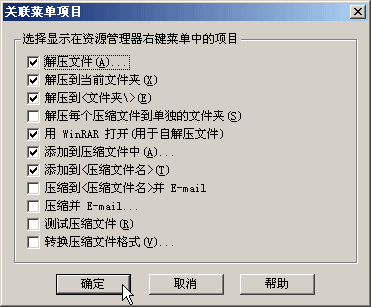 关联菜单项目
选择显示在资源管理器右键菜单中的项目
解压文件(A)...
解压到当前文件夹(X)
解压到<文件夹\>(E)
解压每个压缩文件到单独的文件夹(S)
用 WinRAR 打开(用于自解压文件)
添加到压缩文件中(A)...
添加到<压缩文件名>(T)
压缩到<压缩文件名>并 E-mail
压缩并 E-mail...
测试压缩文件(R)
转换压缩文件格式(V)...
确定 取消 帮助